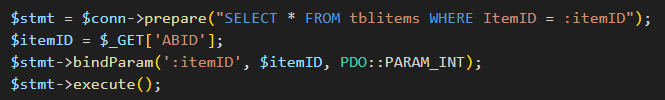 $stmt = $conn->prepare("SELECT * FROM tblitems WHERE ItemID = :itemID");
$itemID = $_GET['ABID'];
$stmt->bindParam(':itemID', $itemID, PDO::PARAM_INT);
$stmt->execute();